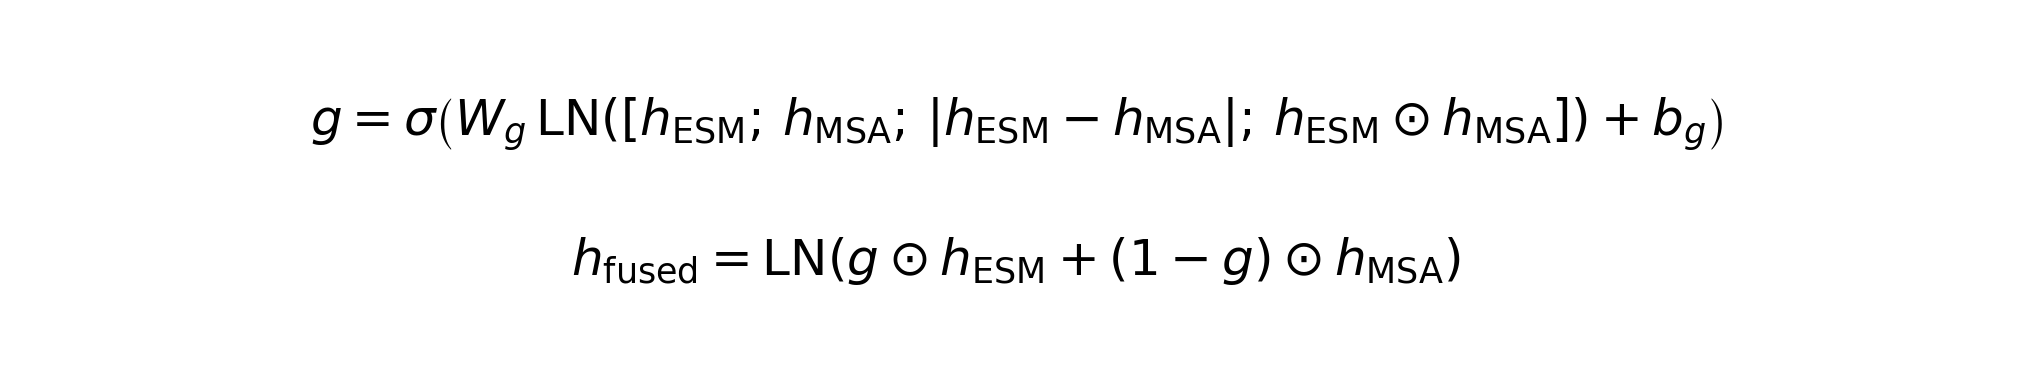 g = σ(W_g LN([h_ESM; h_MSA; |h_ESM − h_MSA|; h_ESM ⊙ h_MSA]) + b_g)
h_fused = LN(g ⊙ h_ESM + (1 − g) ⊙ h_MSA)